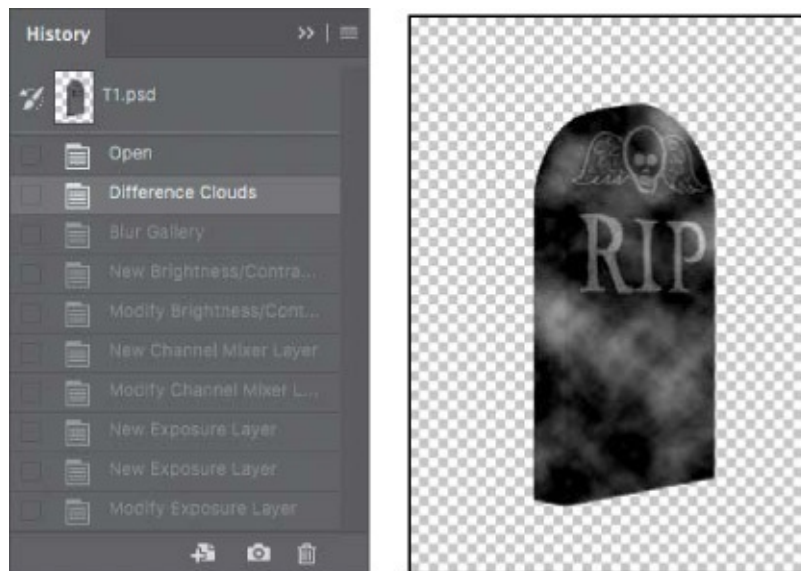 History
T1.psd
Open
Difference Clouds
Blur Gallery
New Brightness/Contra...
Modify Brightness/Cont...
New Channel Mixer Layer
Modify Channel Mixer L...
New Exposure Layer
New Exposure Layer
Modify Exposure Layer
RIP